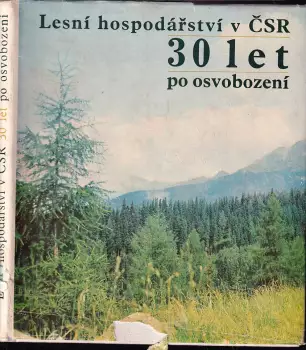 Lesní hospodářství v ČSR
30 let
po osvobození
hospodářství v ČSR 30 let po osvobození